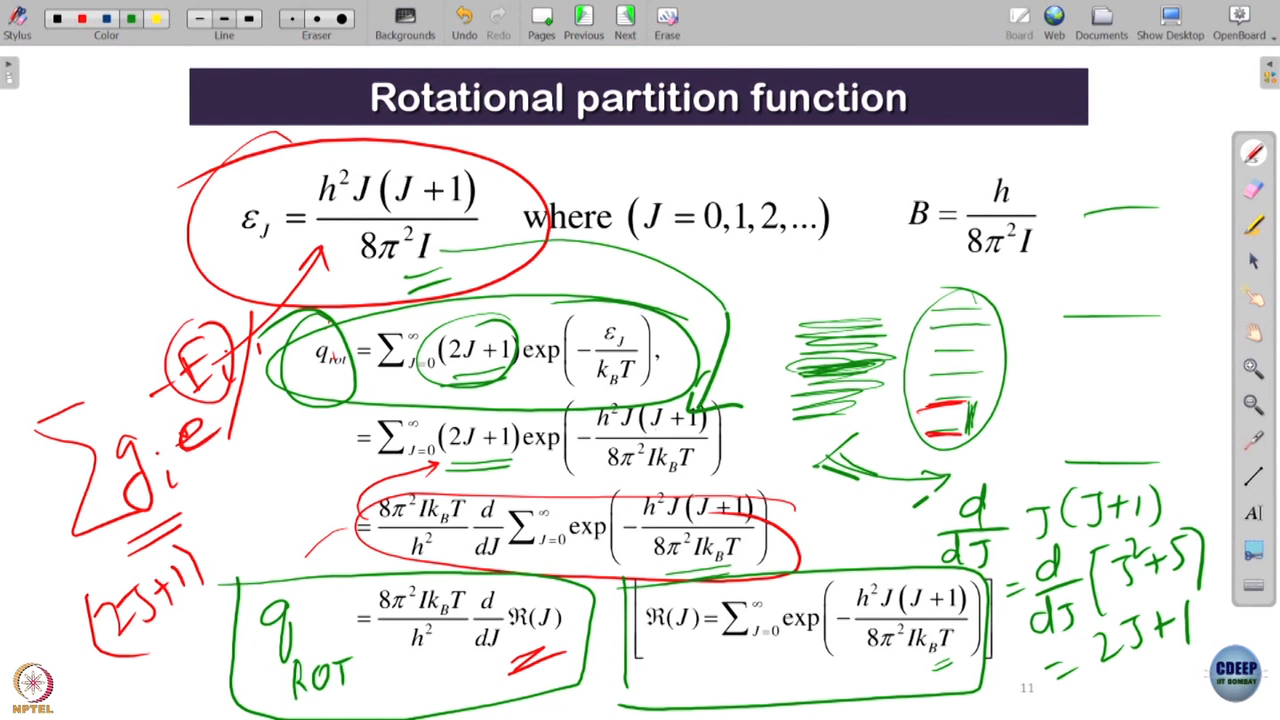 Stylus Color Line Eraser Backgrounds Undo Redo Pages Previous Next Erase Board Web Documents Show Desktop OpenBoard
Rotational partition function
ε_J = h²J(J+1) / 8π²I where (J = 0,1,2,...) B = h / 8π²I
q_rot = Σ_{J=0}^∞ (2J+1) exp(−ε_J / k_BT),
= Σ_{J=0}^∞ (2J+1) exp(−h²J(J+1) / 8π²Ik_BT)
= 8π²Ik_BT / h² d/dJ Σ_{J=0}^∞ exp(−h²J(J+1) / 8π²Ik_BT)
= 8π²Ik_BT / h² d/dJ ℜ(J) [ℜ(J) = Σ_{J=0}^∞ exp(−h²J(J+1) / 8π²Ik_BT)]
Σ g_i e
(2J+1)
q ROT
d/dJ J(J+1)
= d/dJ [J²+J]
= 2J+1
11
NPTEL
CDEEP
IIT BOMBAY